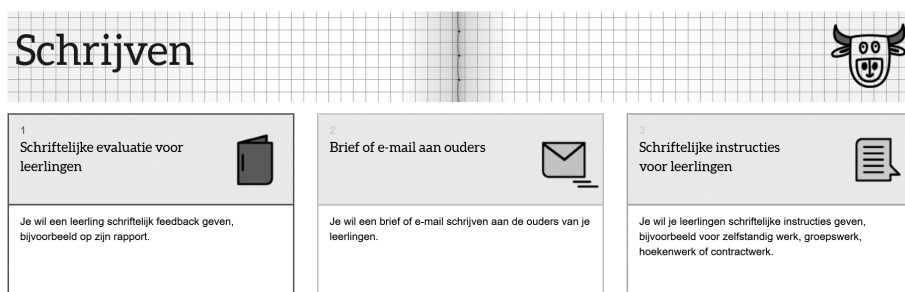 Schrijven
1
Schriftelijke evaluatie voor
leerlingen
Je wil een leerling schriftelijk feedback geven,
bijvoorbeeld op zijn rapport.
2
Brief of e-mail aan ouders
Je wil een brief of e-mail schrijven aan de ouders van je
leerlingen.
3
Schriftelijke instructies
voor leerlingen
Je wil je leerlingen schriftelijke instructies geven,
bijvoorbeeld voor zelfstandig werk, groepswerk,
hoekenwerk of contractwerk.